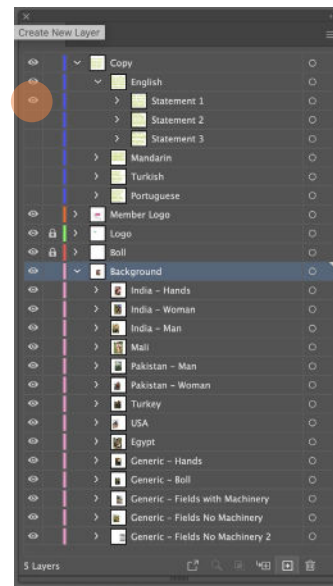 Create New Layer
Copy
English
Statement 1
Statement 2
Statement 3
Mandarin
Turkish
Portuguese
Member Logo
Logo
Boll
Background
India - Hands
India - Woman
India - Man
Mali
Pakistan - Man
Pakistan - Woman
Turkey
USA
Egypt
Generic - Hands
Generic - Boll
Generic - Fields with Machinery
Generic - Fields No Machinery
Generic - Fields No Machinery 2
5 Layers